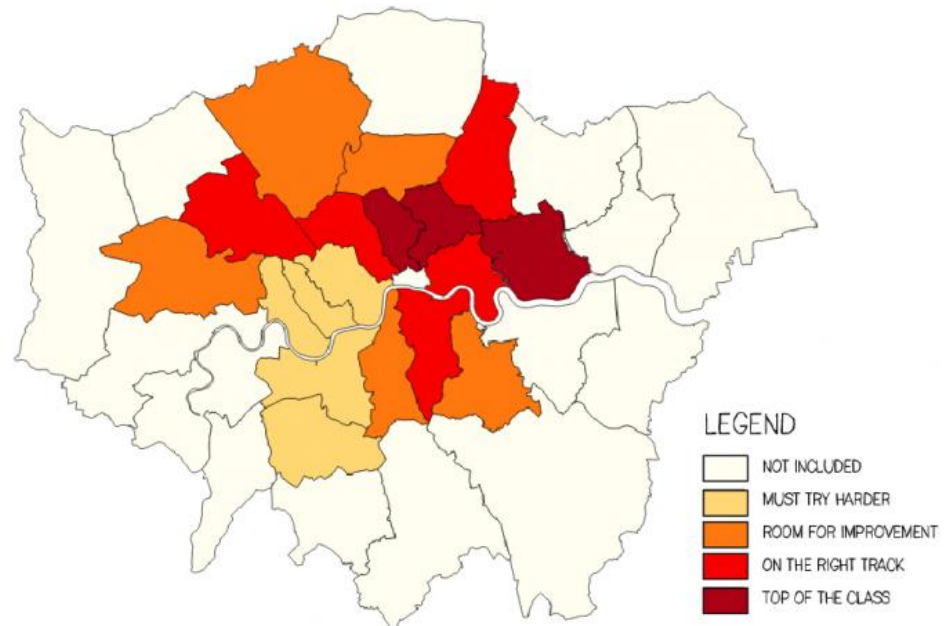 LEGEND
NOT INCLUDED
MUST TRY HARDER
ROOM FOR IMPROVEMENT
ON THE RIGHT TRACK
TOP OF THE CLASS